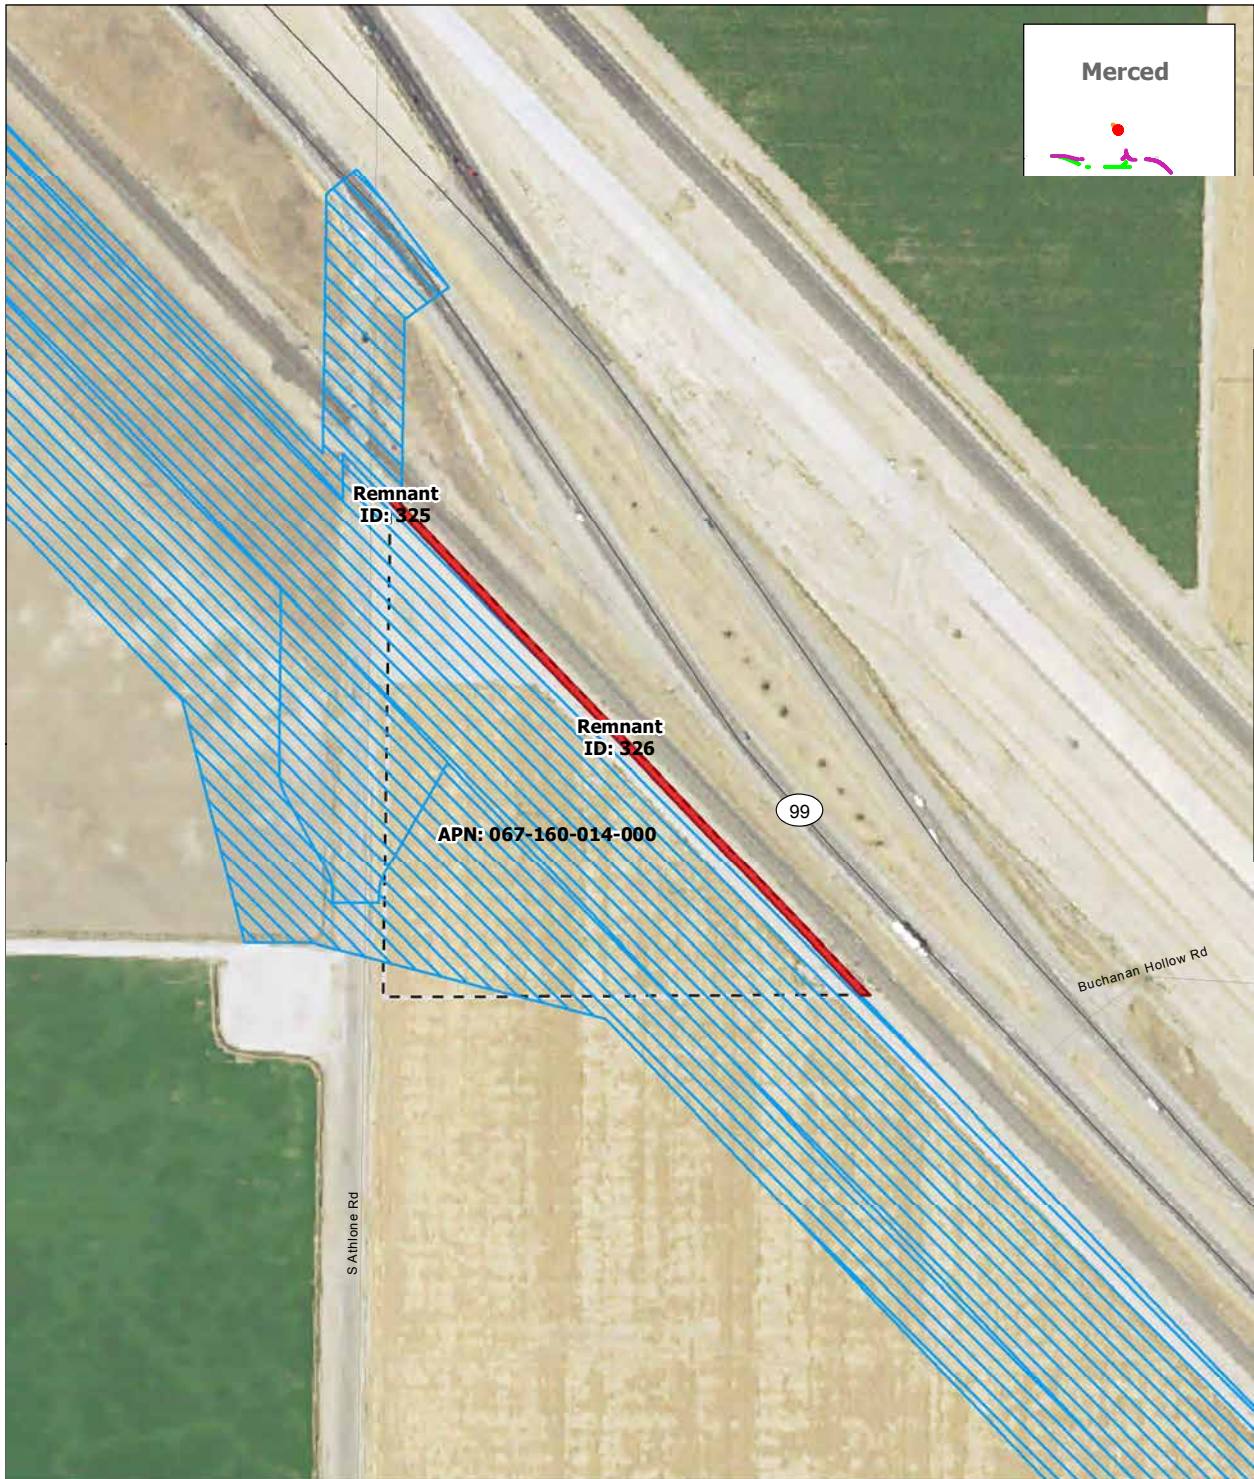 Merced
Remnant
ID: 325
Remnant
ID: 326
99
APN: 067-160-014-000
Buchanan Hollow Rd
S Athlone Rd